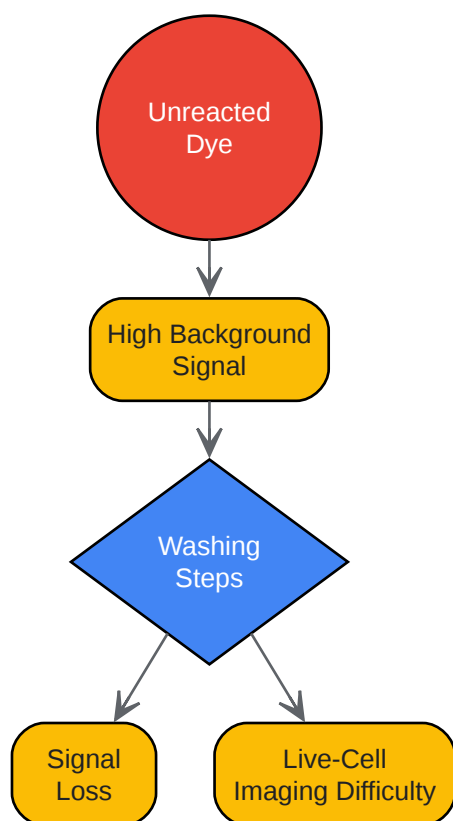 Unreacted
Dye
High Background
Signal
Washing
Steps
Signal
Loss
Live-Cell
Imaging Difficulty